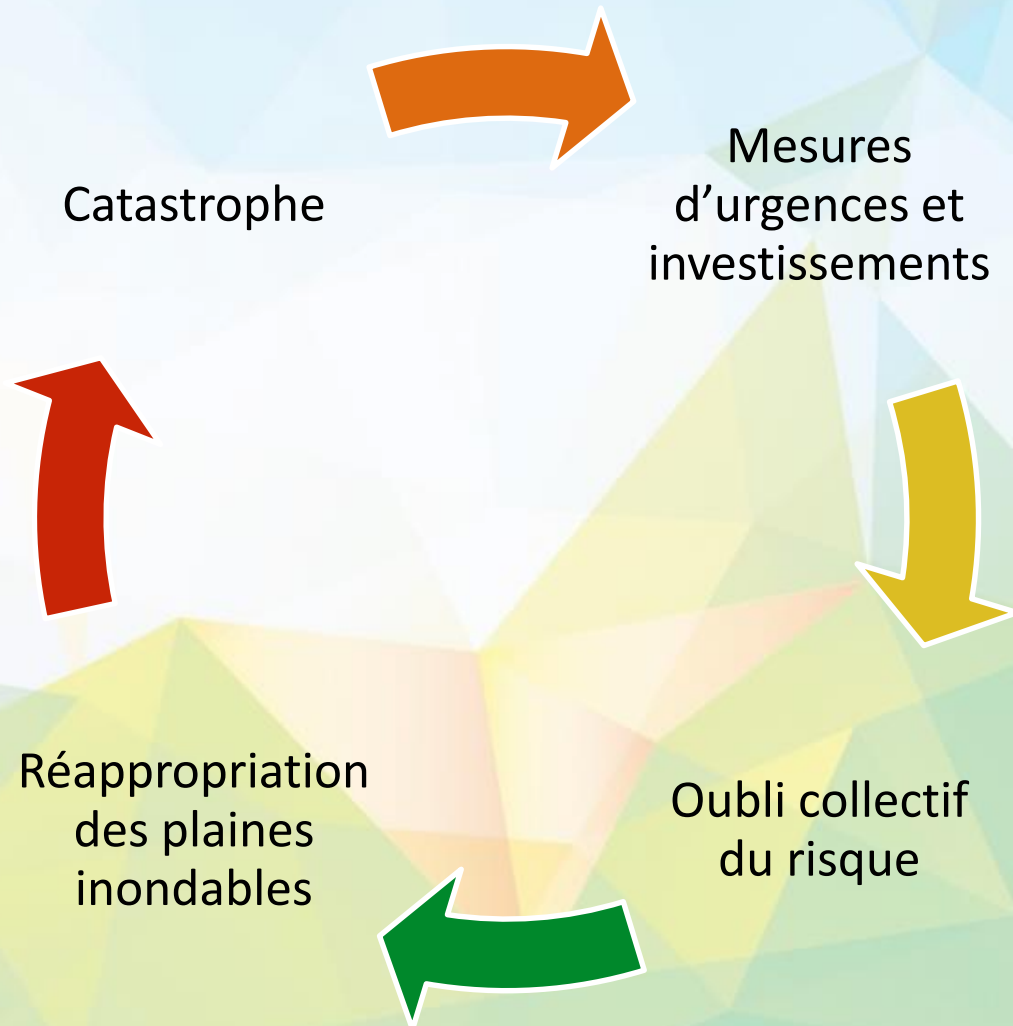 Catastrophe
Mesures
d’urgences et
investissements
Oubli collectif
du risque
Réappropriation
des plaines
inondables